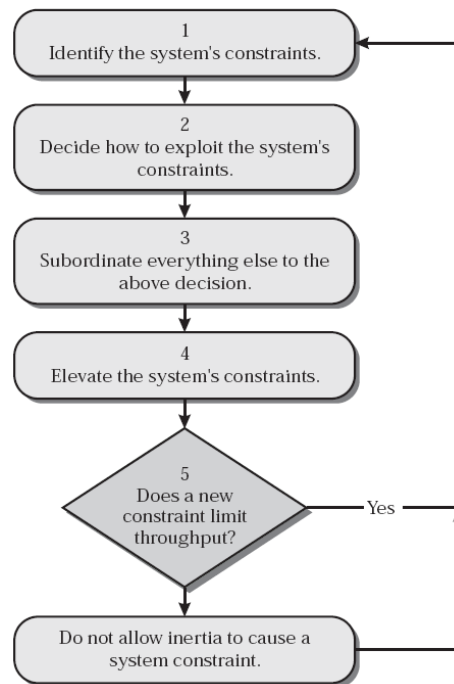 1
Identify the system's constraints.
2
Decide how to exploit the system's
constraints.
3
Subordinate everything else to the
above decision.
4
Elevate the system's constraints.
5
Does a new
constraint limit
throughput?
Yes
Do not allow inertia to cause a
system constraint.